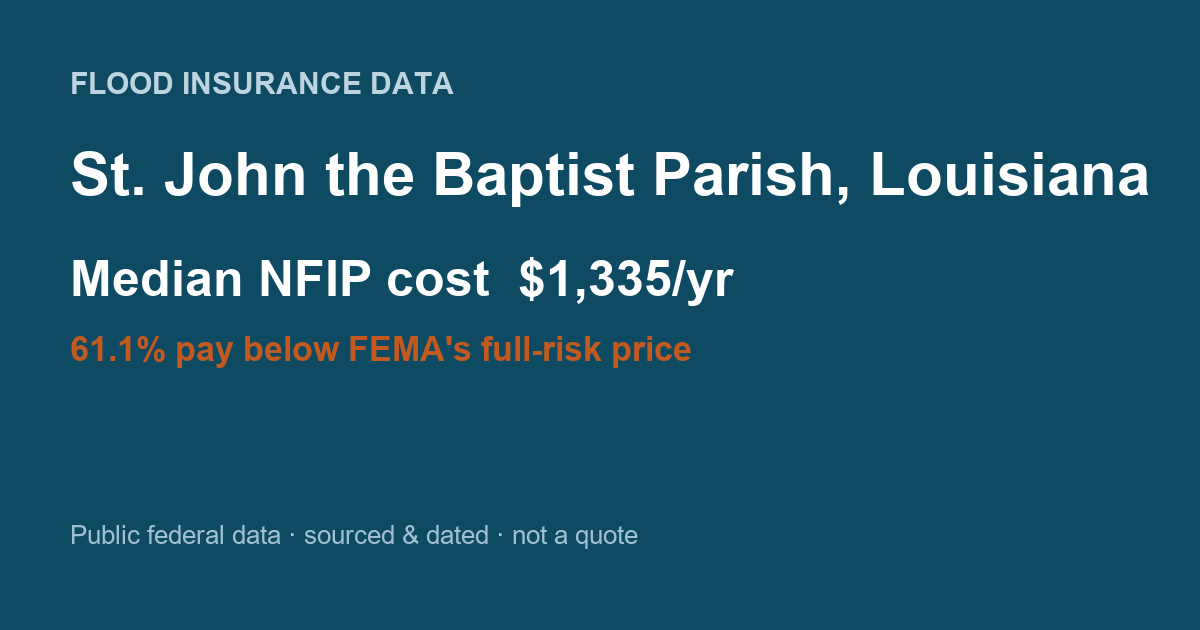 FLOOD INSURANCE DATA
St. John the Baptist Parish, Louisiana
Median NFIP cost  $1,335/yr
61.1% pay below FEMA's full-risk price
Public federal data · sourced & dated · not a quote